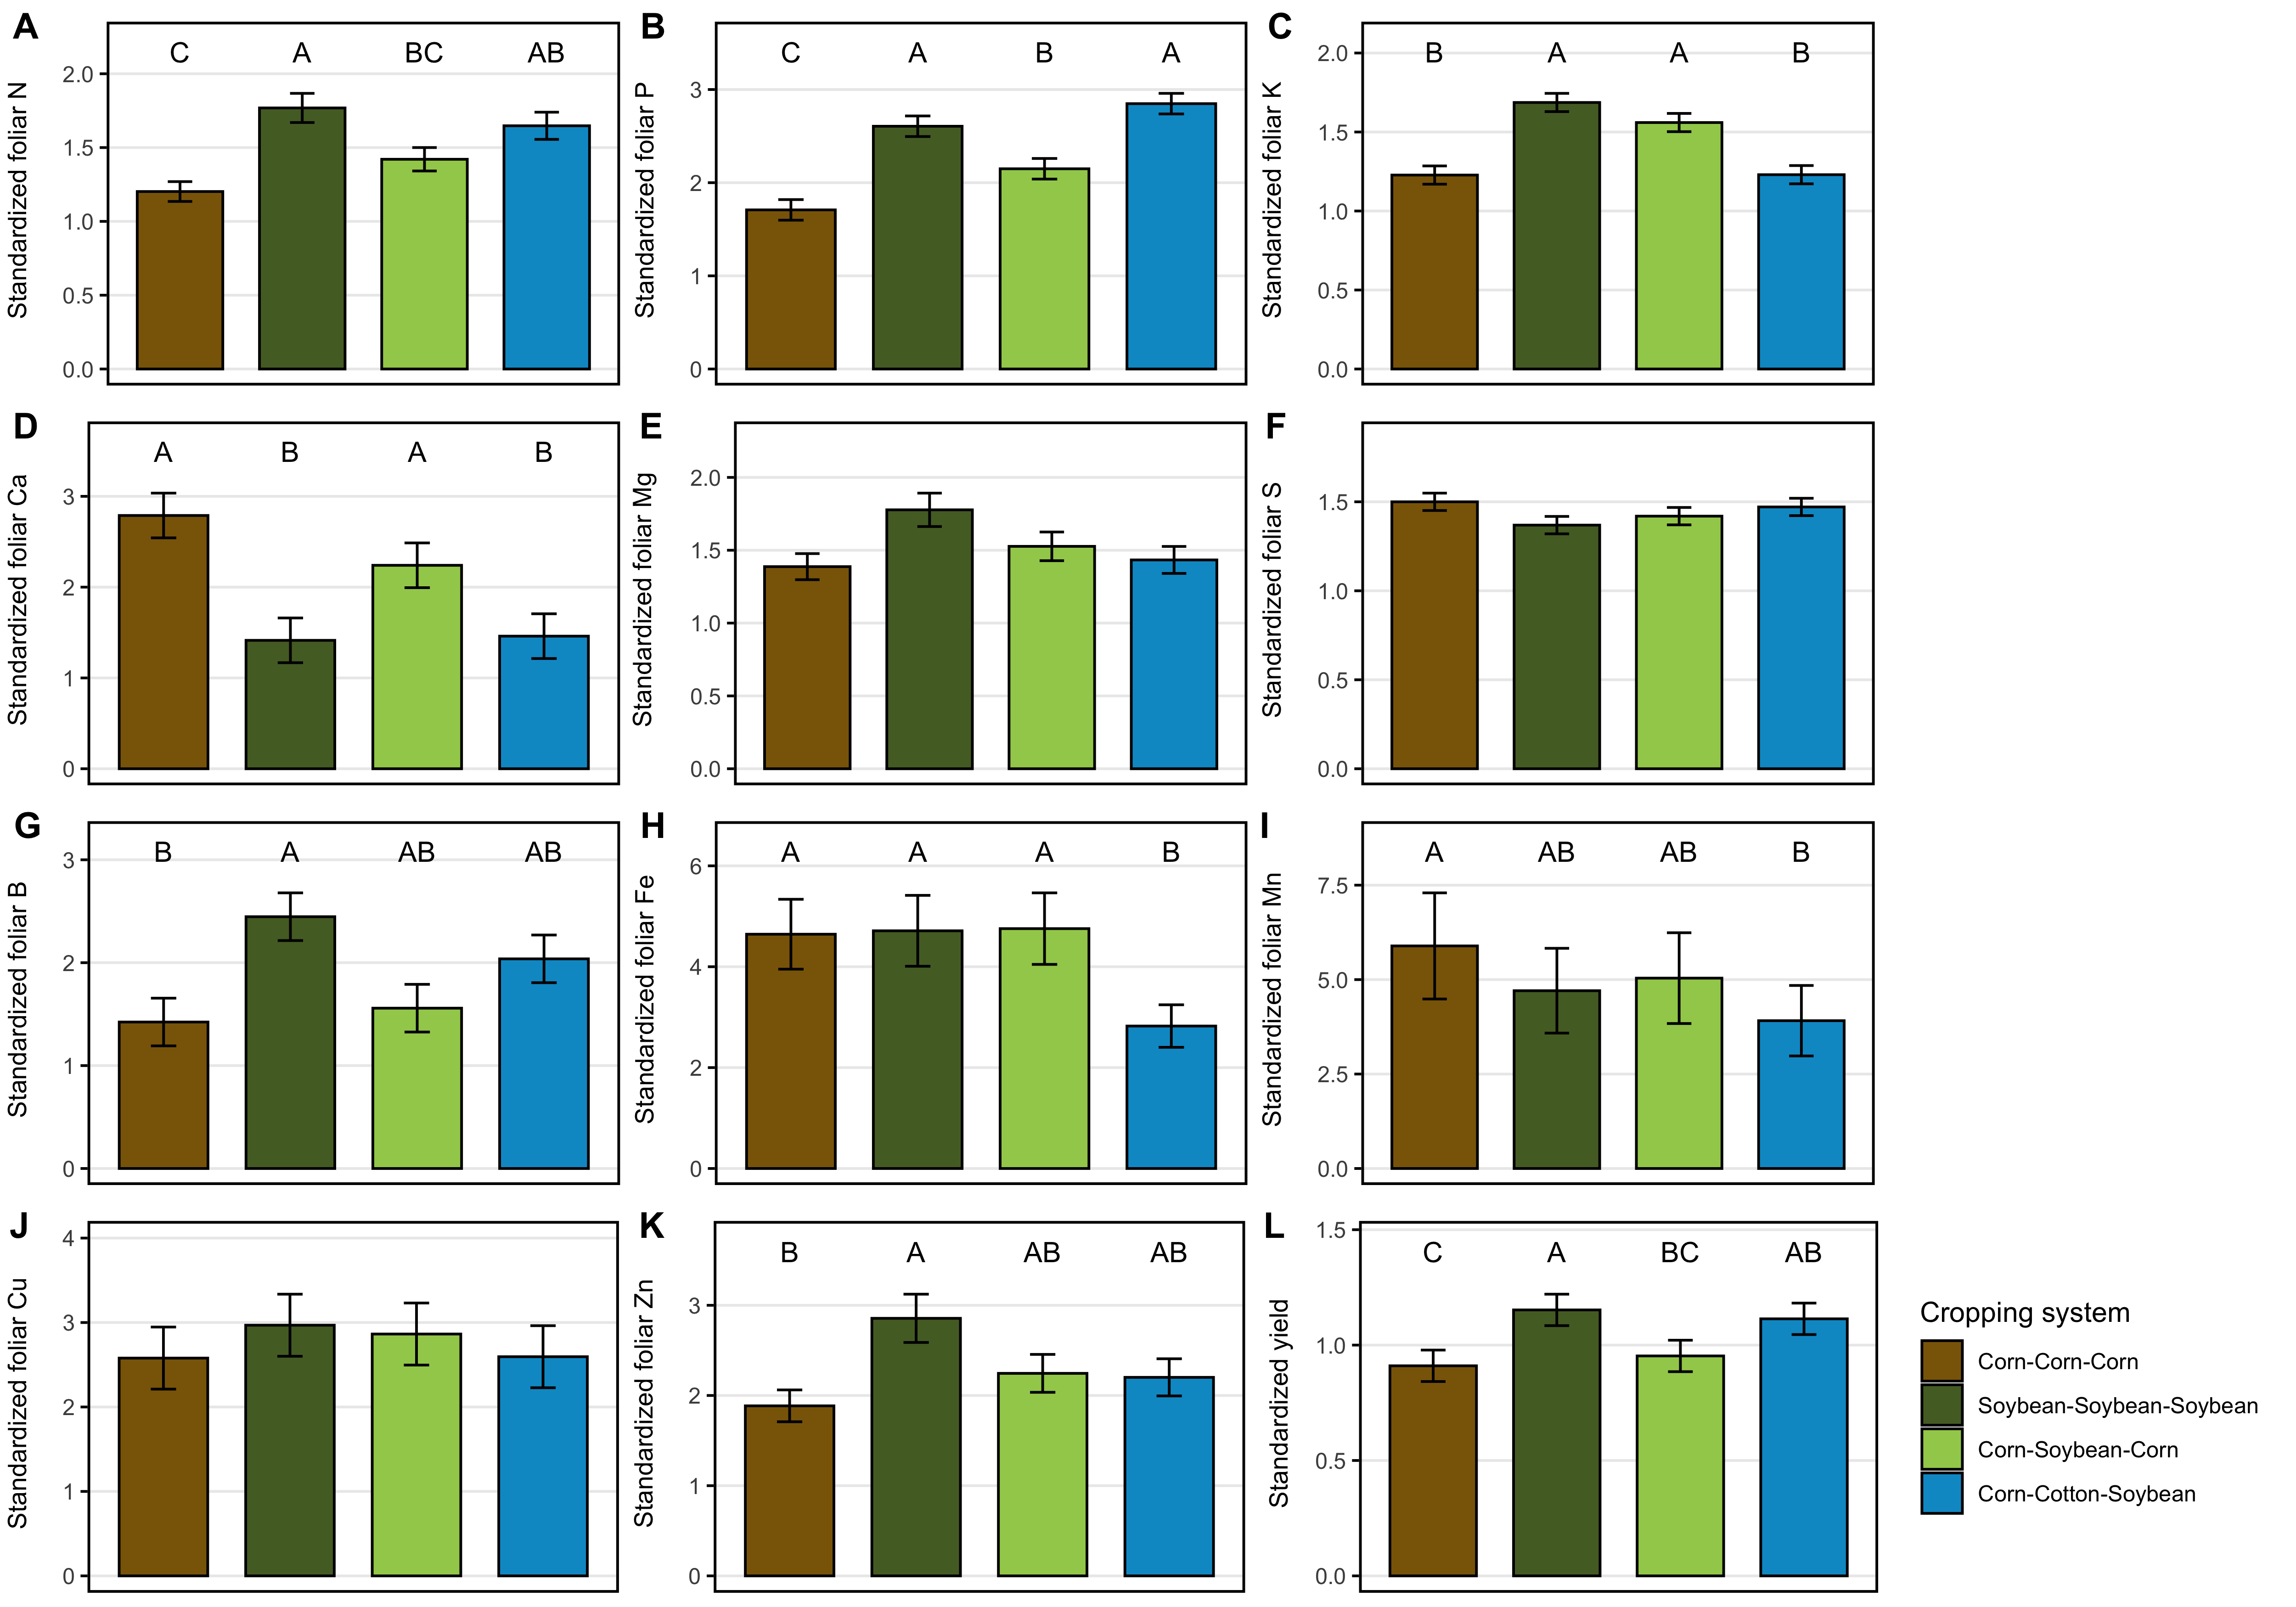 A
Standardized foliar N
C A BC AB
2.0
1.5
1.0
0.5
0.0
B
Standardized foliar P
C A B A
3
2
1
0
C
Standardized foliar K
B A A B
2.0
1.5
1.0
0.5
0.0
D
Standardized foliar Ca
A B A B
3
2
1
0
E
Standardized foliar Mg
2.0
1.5
1.0
0.5
0.0
F
Standardized foliar S
1.5
1.0
0.5
0.0
G
Standardized foliar B
B A AB AB
3
2
1
0
H
Standardized foliar Fe
A A A B
6
4
2
0
I
Standardized foliar Mn
A AB AB B
7.5
5.0
2.5
0.0
J
Standardized foliar Cu
4
3
2
1
0
K
Standardized foliar Zn
B A AB AB
3
2
1
0
L
Standardized yield
C A BC AB
1.5
1.0
0.5
0.0
Cropping system
Corn-Corn-Corn
Soybean-Soybean-Soybean
Corn-Soybean-Corn
Corn-Cotton-Soybean